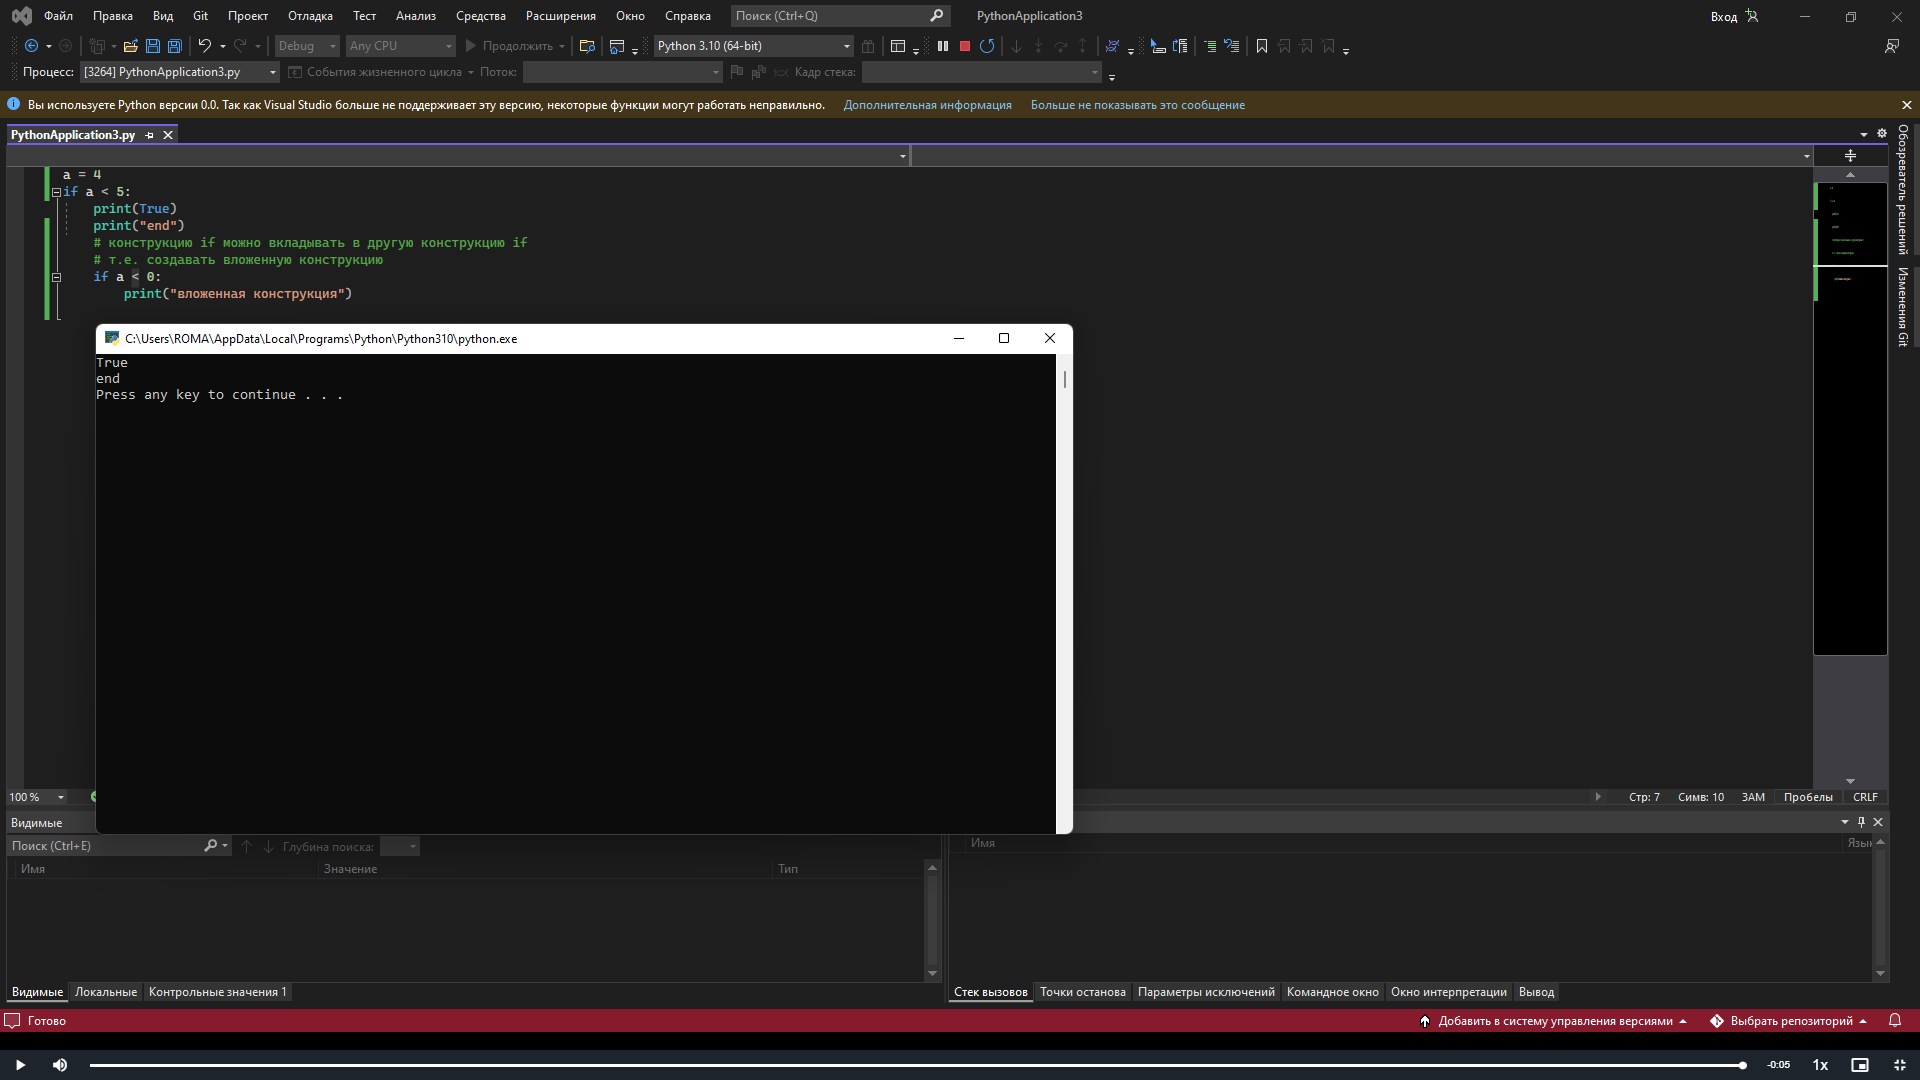 Файл Правка Вид Git Проект Отладка Тест Анализ Средства Расширения Окно Справка Поиск (Ctrl+Q) PythonApplication3 Вход
Debug Any CPU Продолжить Python 3.10 (64-bit)
Процесс: [3264] PythonApplication3.py События жизненного цикла Поток: Кадр стека:
Вы используете Python версии 0.0. Так как Visual Studio больше не поддерживает эту версию, некоторые функции могут работать неправильно. Дополнительная информация Больше не показывать это сообщение
PythonApplication3.py
Обозреватель решений
Изменения Git
a = 4
if a < 5:
print(True)
print("end")
# конструкцию if можно вкладывать в другую конструкцию if
# т.е. создавать вложенную конструкцию
if a < 0:
print("вложенная конструкция")
C:\Users\ROMA\AppData\Local\Programs\Python\Python310\python.exe
True
end
Press any key to continue . . .
100 % Стр: 7 Симв: 10 ЗАМ Пробелы CRLF
Видимые
Поиск (Ctrl+E) Глубина поиска:
Имя Значение Тип
Имя Язык
Видимые Локальные Контрольные значения 1
Стек вызовов Точки останова Параметры исключений Командное окно Окно интерпретации Вывод
Готово Добавить в систему управления версиями Выбрать репозиторий
-0:05 1x